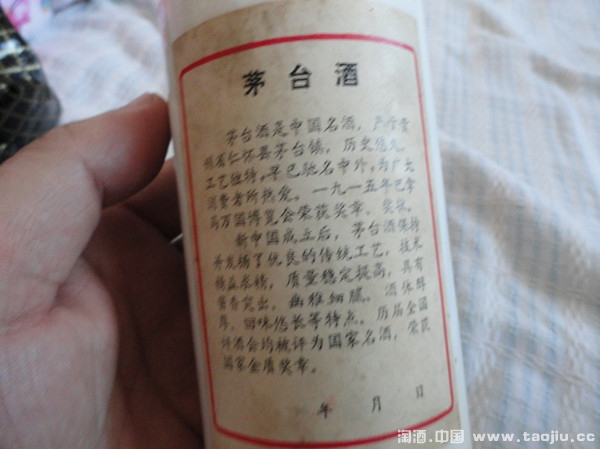 茅台酒
茅台酒是中国名酒，产于贵
州省仁怀县茅台镇，历史悠久，
工艺独特，早已驰名中外，为广大
消费者所热爱。一九一五年巴拿
马万国博览会荣获奖章、奖状。
新中国成立后，茅台酒保持
并发扬了优良的传统工艺，技术
精益求精，质量稳定提高，具有
酱香突出、幽雅细腻、酒体醇
厚、回味悠长等特点。历届全国
评酒会均被评为国家名酒，荣获
国家金质奖章。
年 月 日
淘酒.中国 www.taojiu.cc